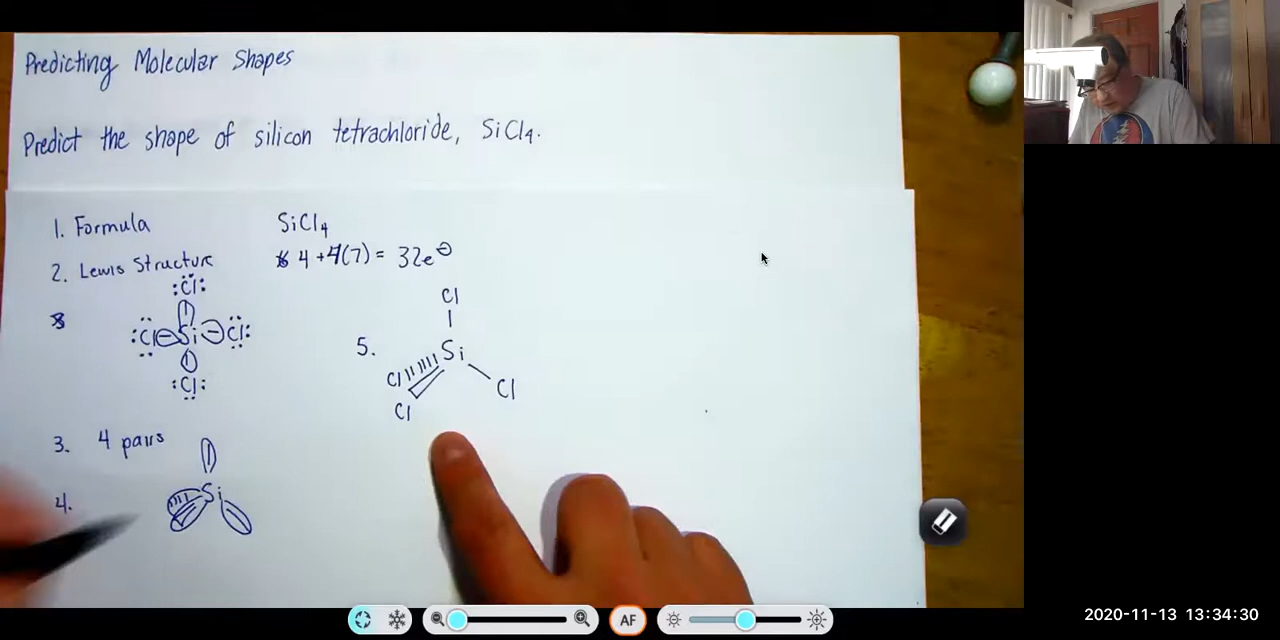 Predicting Molecular Shapes
Predict the shape of silicon tetrachloride, SiCl4.
1. Formula
SiCl4
2. Lewis Structure
4 + 4(7) = 32e⊖
:Cl:
:Cl Si Cl:
:Cl:
3. 4 pairs
4.
Si
5.
Cl
Si
Cl
Cl
Cl
AF
2020-11-13 13:34:30